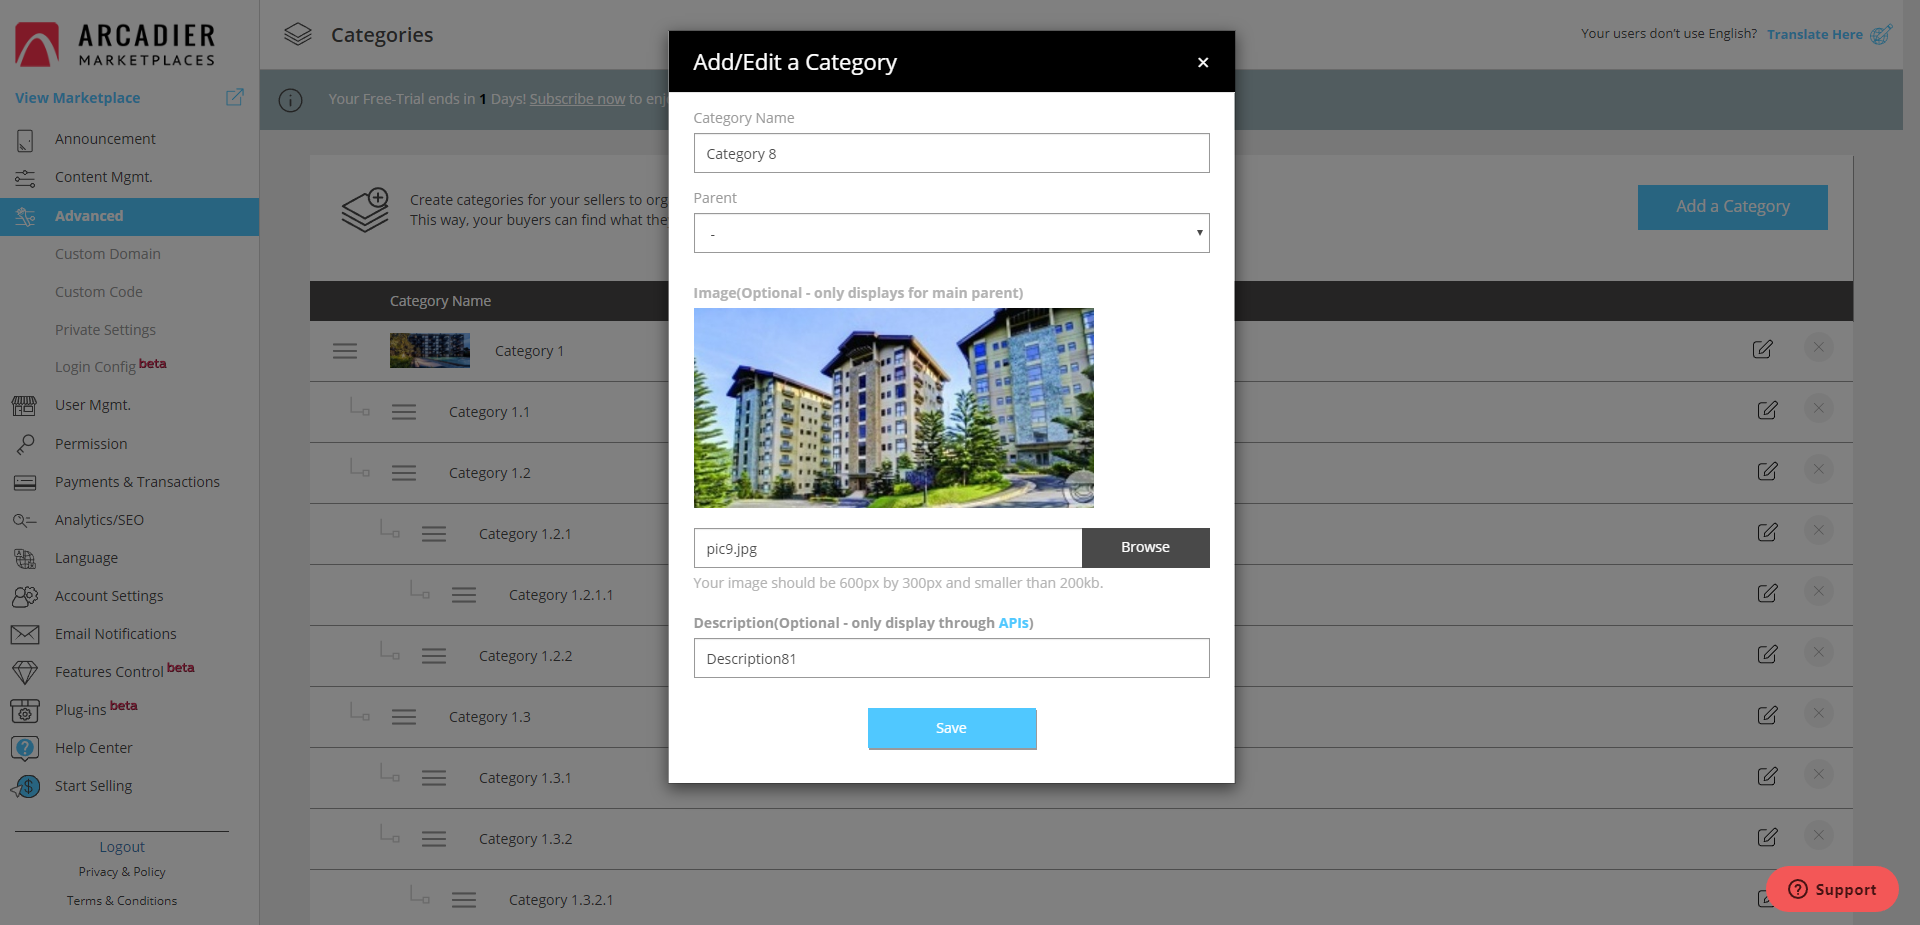 ARCADIER
MARKETPLACES
View Marketplace
Announcement
Content Mgmt.
Advanced
Custom Domain
Custom Code
Private Settings
Login Config beta
User Mgmt.
Permission
Payments & Transactions
Analytics/SEO
Language
Account Settings
Email Notifications
Features Control beta
Plug-ins beta
Help Center
Start Selling
Logout
Privacy & Policy
Terms & Conditions
Categories
Your users don't use English? Translate Here
Your Free-Trial ends in 1 Days! Subscribe now to enj
Create categories for your sellers to org
This way, your buyers can find what the
Add a Category
Category Name
Category 1
Category 1.1
Category 1.2
Category 1.2.1
Category 1.2.1.1
Category 1.2.2
Category 1.3
Category 1.3.1
Category 1.3.2
Category 1.3.2.1
Add/Edit a Category
Category Name
Category 8
Parent
-
Image(Optional - only displays for main parent)
pic9.jpg
Browse
Your image should be 600px by 300px and smaller than 200kb.
Description(Optional - only display through APIs)
Description81
Save
Support